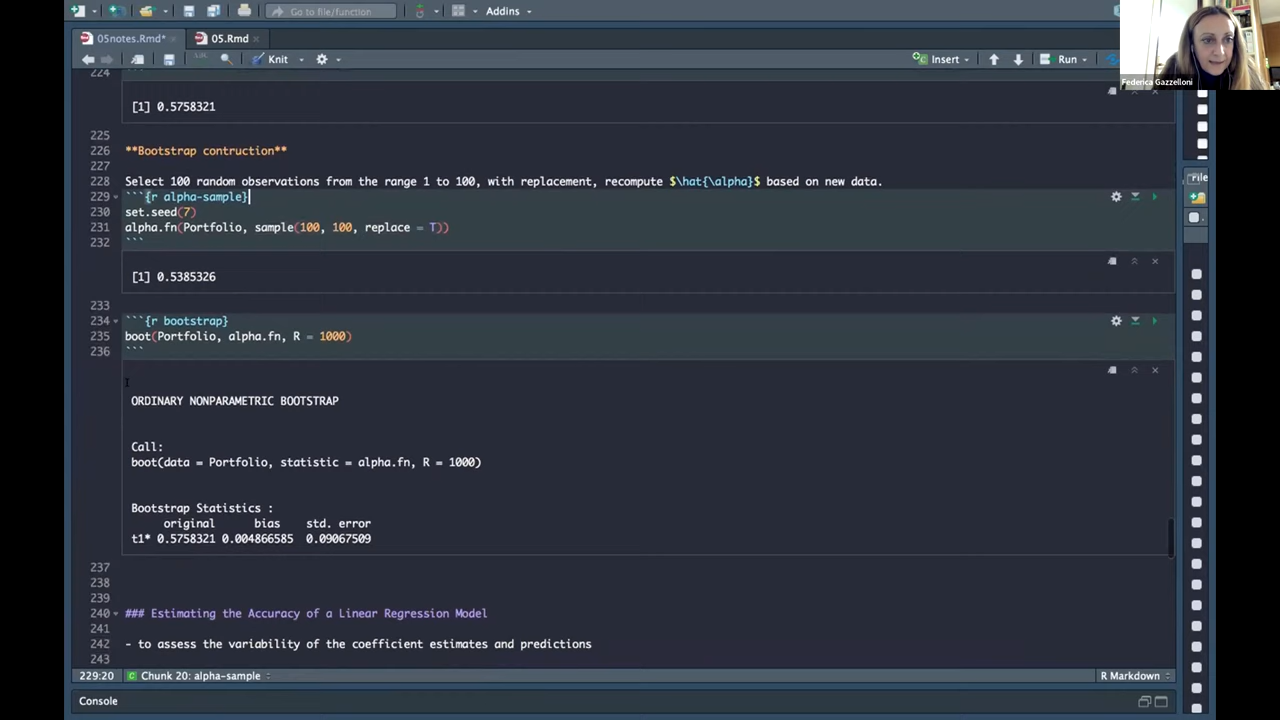 Go to file/function
Addins
05notes.Rmd*
05.Rmd
Knit
Insert
Run
Federica Gazzelloni
224 ```
[1] 0.5758321
225
226 **Bootstrap contruction**
227
228 Select 100 random observations from the range 1 to 100, with replacement, recompute $\hat{\alpha}$ based on new data.
229 ```{r alpha-sample}
230 set.seed(7)
231 alpha.fn(Portfolio, sample(100, 100, replace = T))
232 ```
[1] 0.5385326
233
234 ```{r bootstrap}
235 boot(Portfolio, alpha.fn, R = 1000)
236 ```
ORDINARY NONPARAMETRIC BOOTSTRAP
Call:
boot(data = Portfolio, statistic = alpha.fn, R = 1000)
Bootstrap Statistics :
original bias std. error
t1* 0.5758321 0.004866585 0.09067509
237
238
239
240 ### Estimating the Accuracy of a Linear Regression Model
241
242 - to assess the variability of the coefficient estimates and predictions
243
229:20
Chunk 20: alpha-sample
R Markdown
Console
File